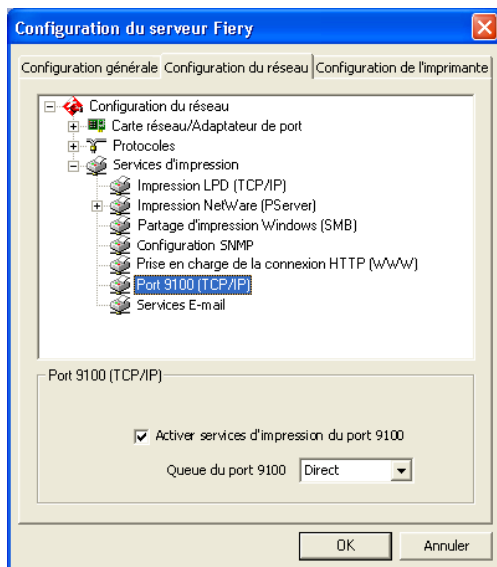 Configuration du serveur Fiery
Configuration générale Configuration du réseau Configuration de l'imprimante
Configuration du réseau
Carte réseau/Adaptateur de port
Protocoles
Services d'impression
Impression LPD (TCP/IP)
Impression NetWare (PServer)
Partage d'impression Windows (SMB)
Configuration SNMP
Prise en charge de la connexion HTTP (WWW)
Port 9100 (TCP/IP)
Services E-mail
Port 9100 (TCP/IP)
Activer services d'impression du port 9100
Queue du port 9100 Direct
OK Annuler